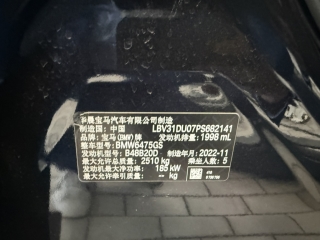 华晨宝马汽车有限公司制造
制造国：中国 LBV31DU07PS682141
品牌：宝马(BMW)牌 发动机排量：1998 mL
整车型号：BMW6475GS
发动机型号：B48B20D 制造年月：2022-11
最大允许总质量：2510 kg 乘坐人数：5
发动机最大净功率：165 kW
最大允许牵引质量：-- kg